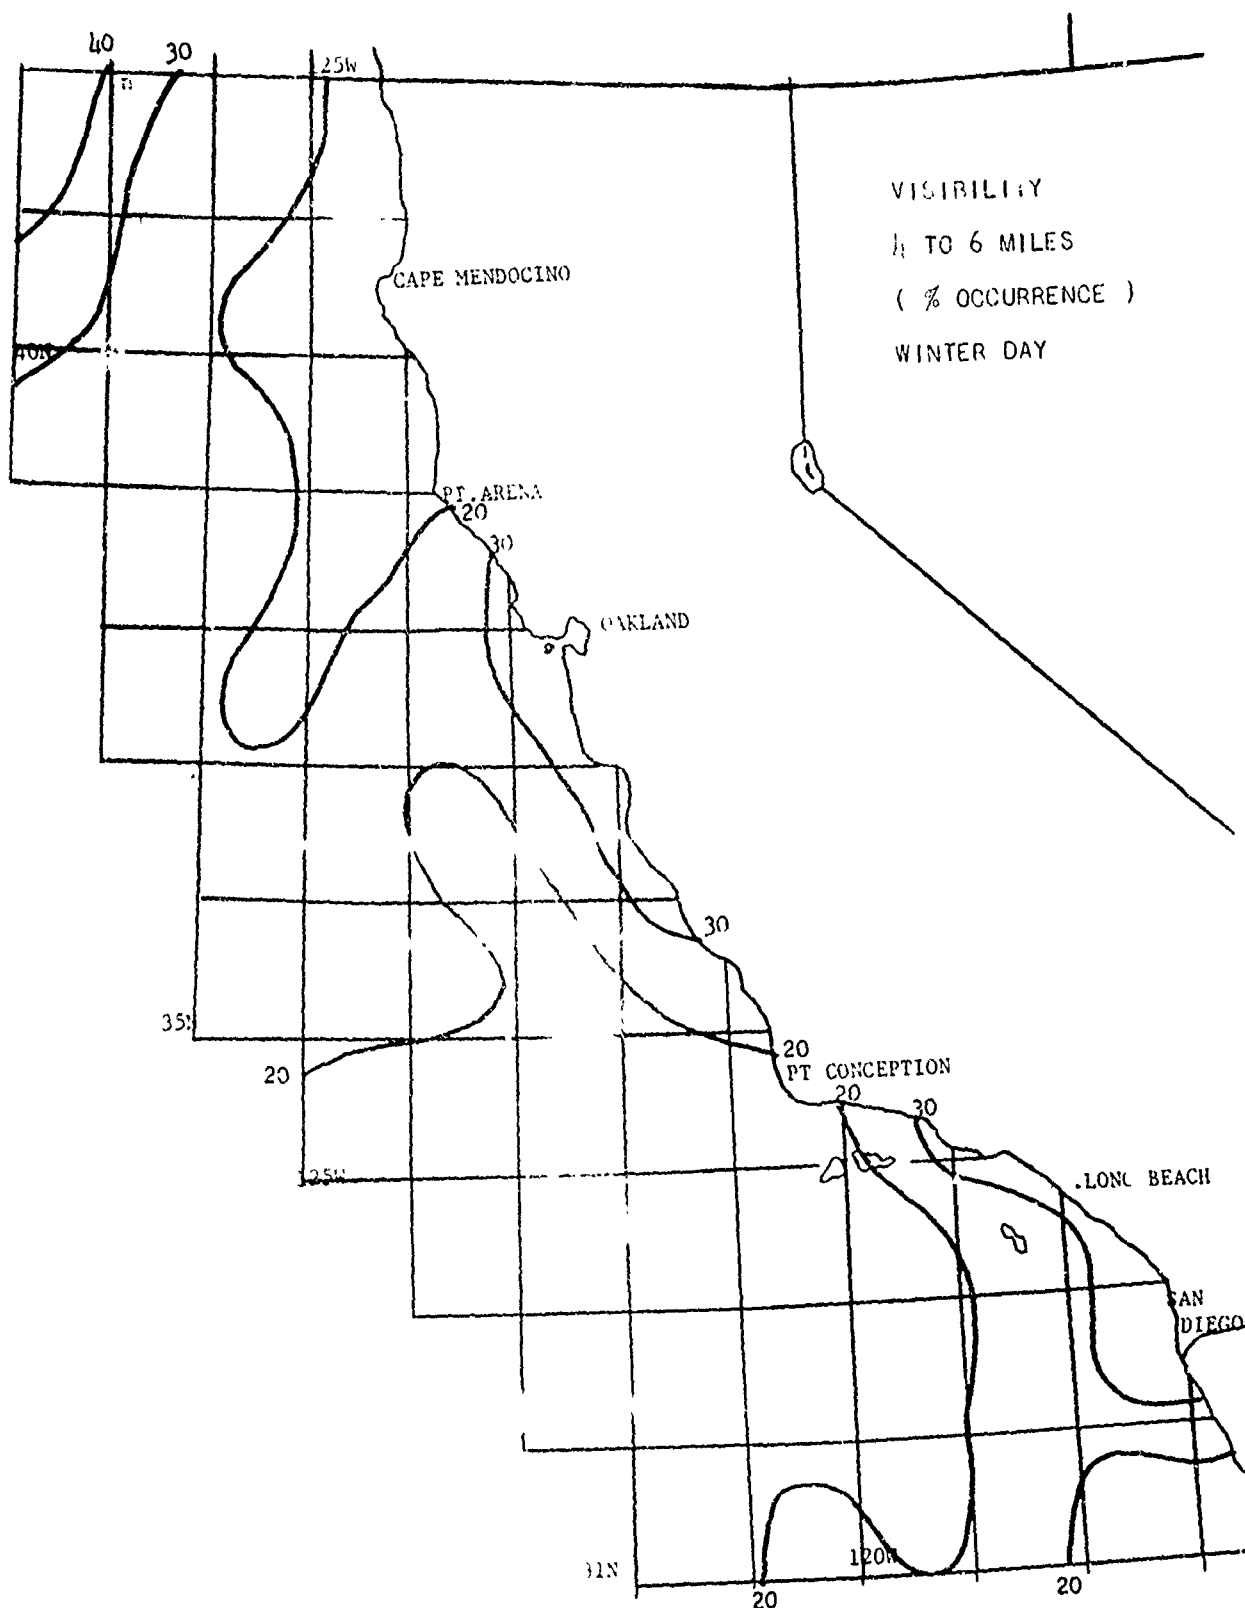 40
30
25W
VISIBILITY
4 TO 6 MILES
( % OCCURRENCE )
WINTER DAY
CAPE MENDOCINO
40N
PT. ARENA
20
30
OAKLAND
30
35N
20
20
PT CONCEPTION
20
30
125W
.LONG BEACH
SAN
DIEGO
31N
120W
20
20